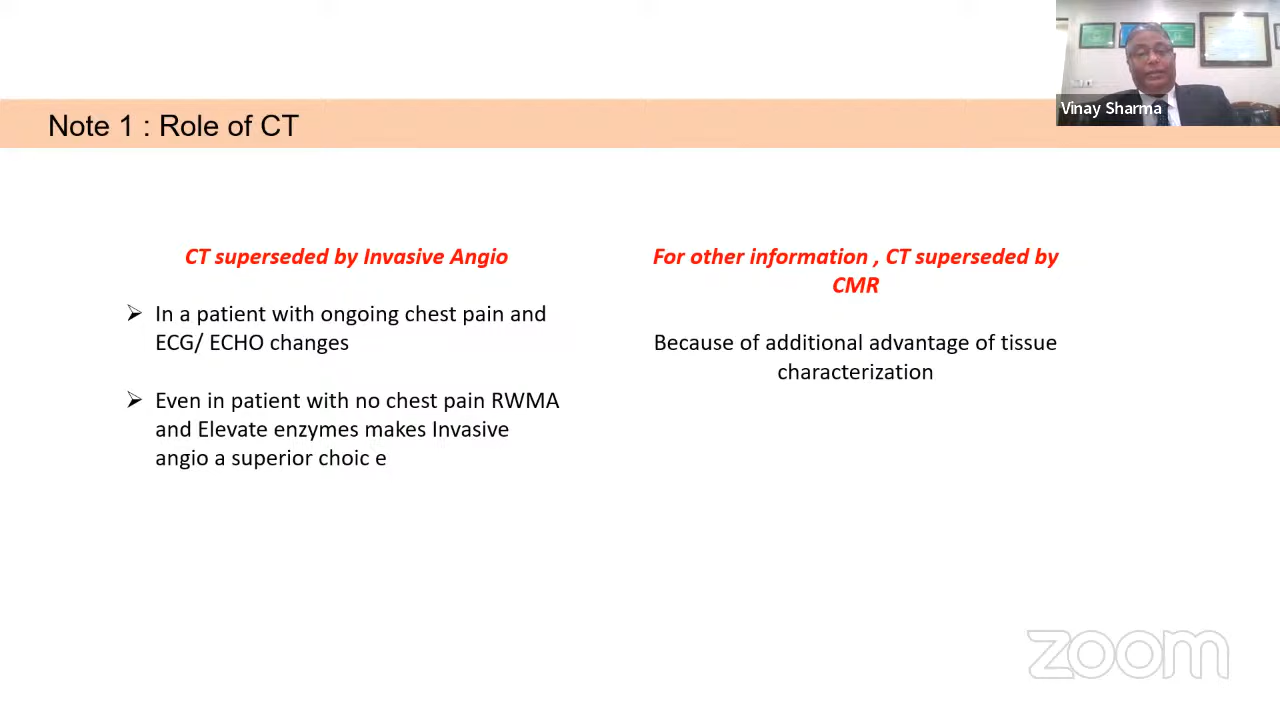 Vinay Sharma
Note 1 : Role of CT
CT superseded by Invasive Angio
➢ In a patient with ongoing chest pain and
ECG/ ECHO changes
➢ Even in patient with no chest pain RWMA
and Elevate enzymes makes Invasive
angio a superior choic e
For other information , CT superseded by
CMR
Because of additional advantage of tissue
characterization
zoom